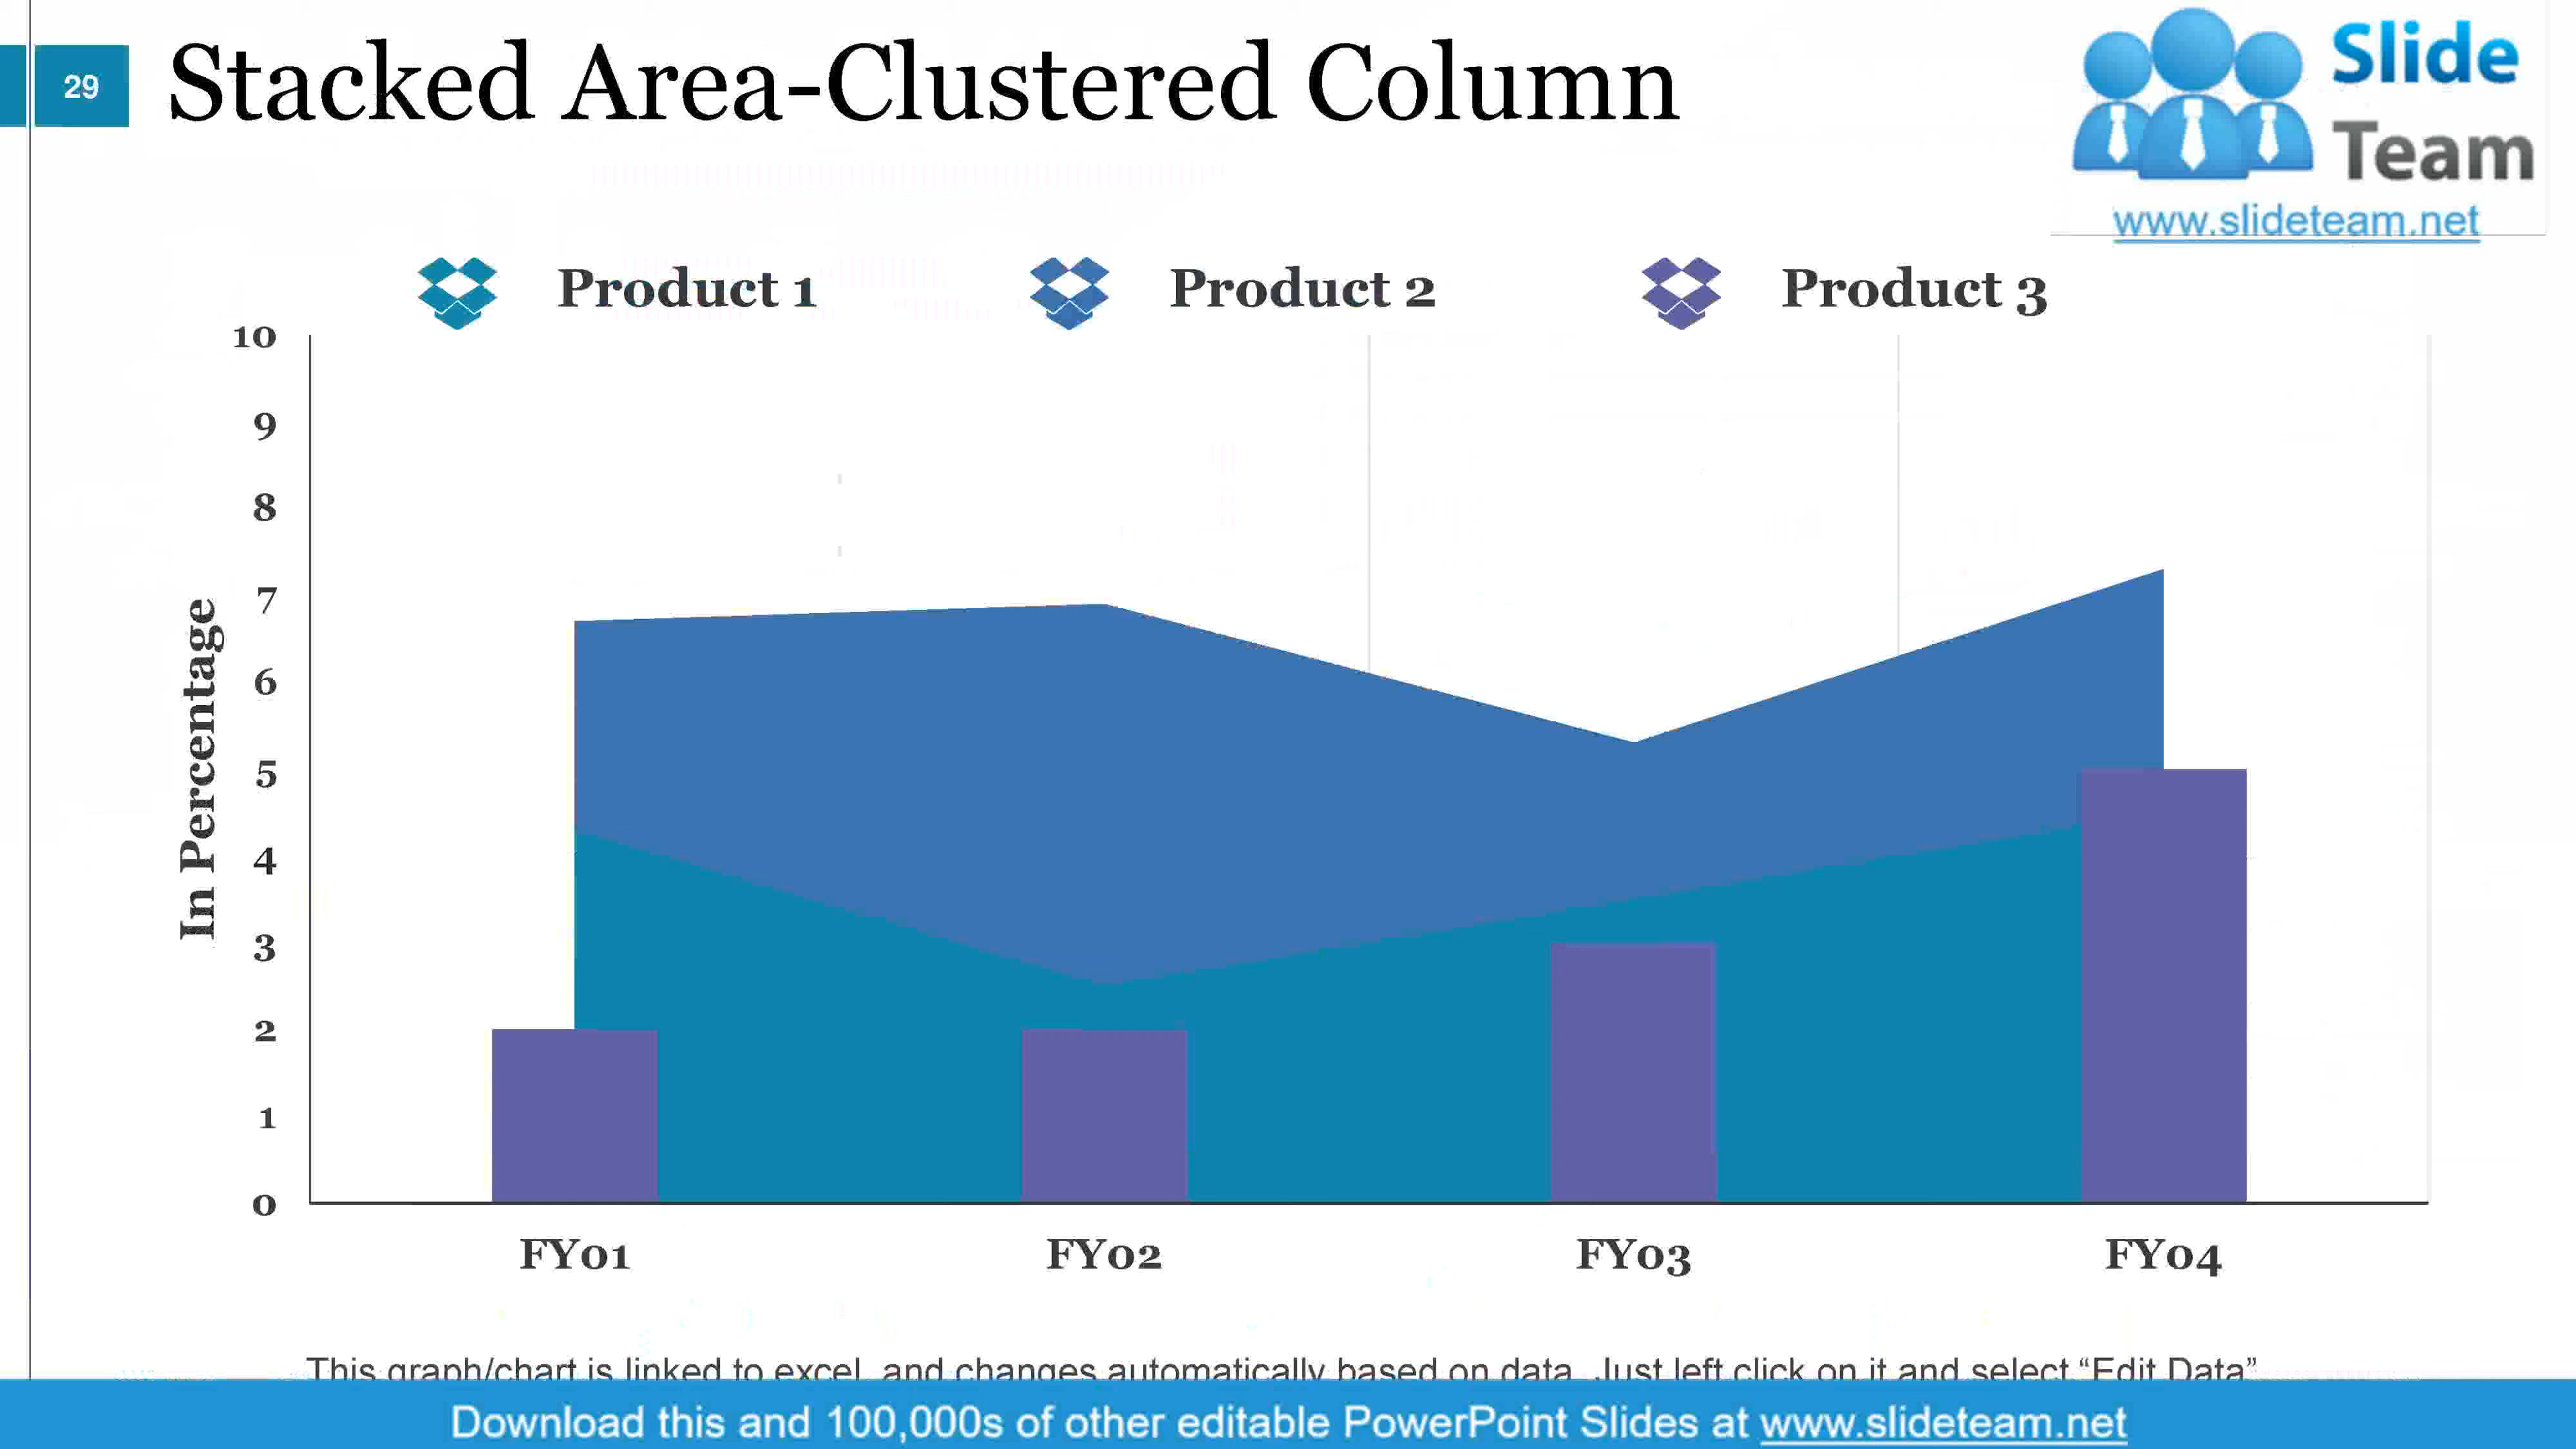 29
Stacked Area-Clustered Column
Slide
Team
www.slideteam.net
Product 1
Product 2
Product 3
10
9
8
7
6
5
4
3
2
1
0
In Percentage
FY01
FY02
FY03
FY04
This graph/chart is linked to excel, and changes automatically based on data. Just left click on it and select “Edit Data”
Download this and 100,000s of other editable PowerPoint Slides at www.slideteam.net